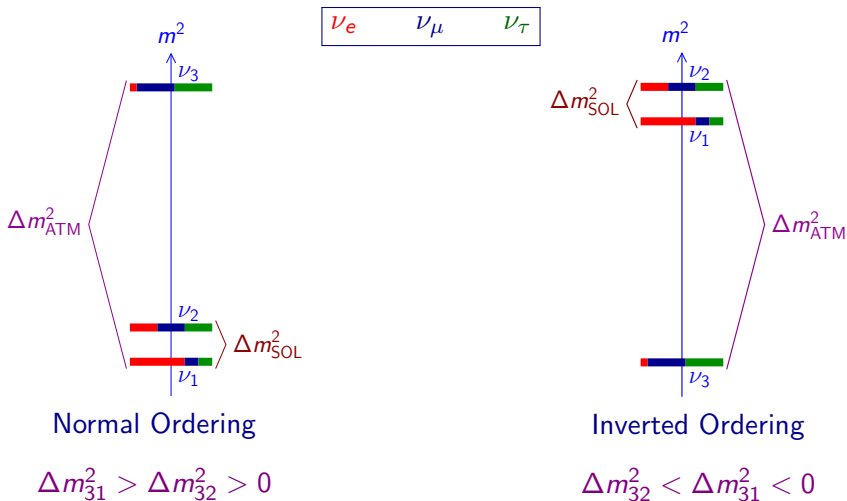 νe νμ ντ
m²
ν3
Δm²ATM
ν2
Δm²SOL
ν1
Normal Ordering
Δm²31 > Δm²32 > 0
m²
ν2
Δm²SOL
ν1
Δm²ATM
ν3
Inverted Ordering
Δm²32 < Δm²31 < 0